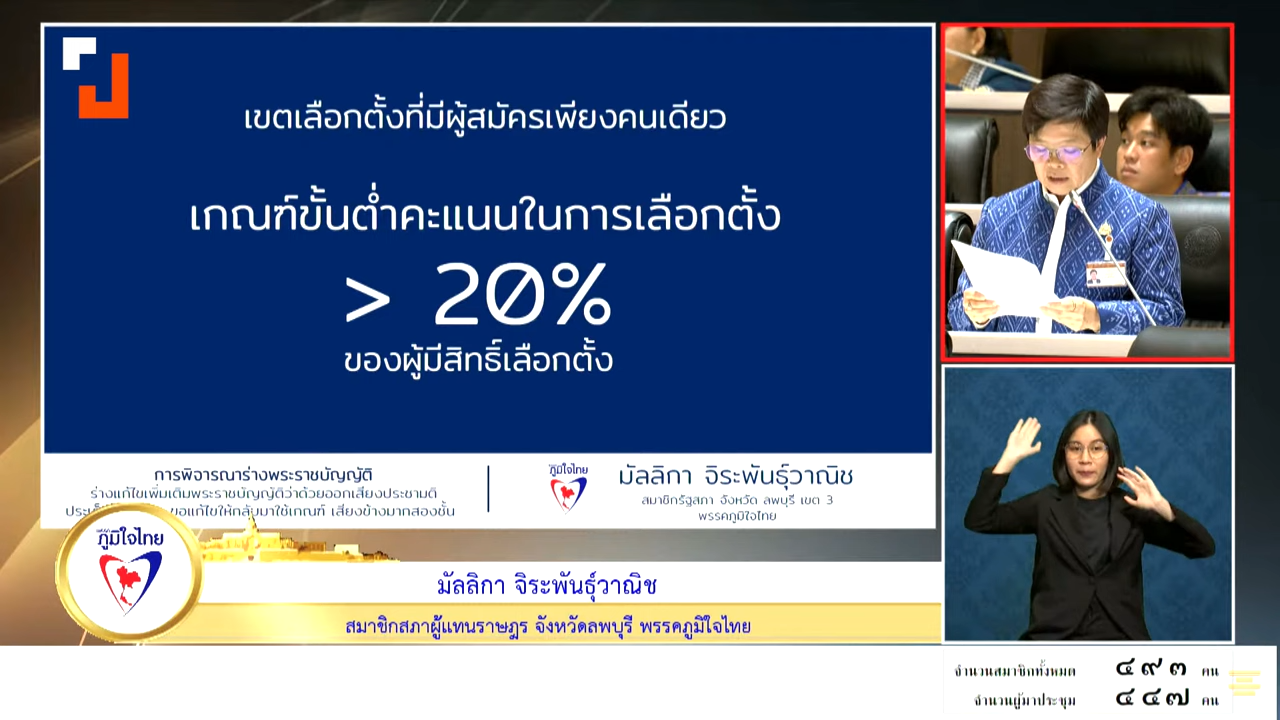 เขตเลือกตั้งที่มีผู้สมัครเพียงคนเดียว
เกณฑ์ขั้นต่ำคะแนนในการเลือกตั้ง
> 20%
ของผู้มีสิทธิ์เลือกตั้ง
การพิจารณาร่างพระราชบัญญัติ
ร่างแก้ไขเพิ่มเติมพระราชบัญญัติว่าด้วยออกเสียงประชามติ
ขอแก้ไขให้กลับมาใช้เกณฑ์ เสียงข้างมากสองชั้น
ภูมิใจไทย
มัลลิกา จิระพันธุ์วาณิช
สมาชิกรัฐสภา จังหวัด ลพบุรี เขต 3
พรรคภูมิใจไทย
ภูมิใจไทย
มัลลิกา จิระพันธุ์วาณิช
สมาชิกสภาผู้แทนราษฎร จังหวัดลพบุรี พรรคภูมิใจไทย
จำนวนสมาชิกทั้งหมด ๔๙๓ คน
จำนวนผู้มาประชุม ๔๔๗ คน